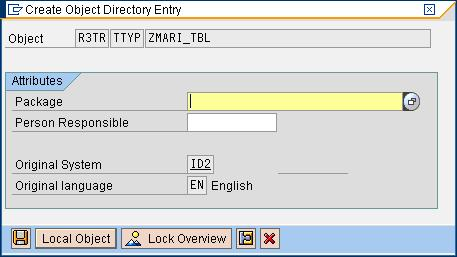 Create Object Directory Entry
Object R3TR TTYP ZMARI_TBL
Attributes
Package
Person Responsible
Original System ID2
Original language EN English
Local Object Lock Overview